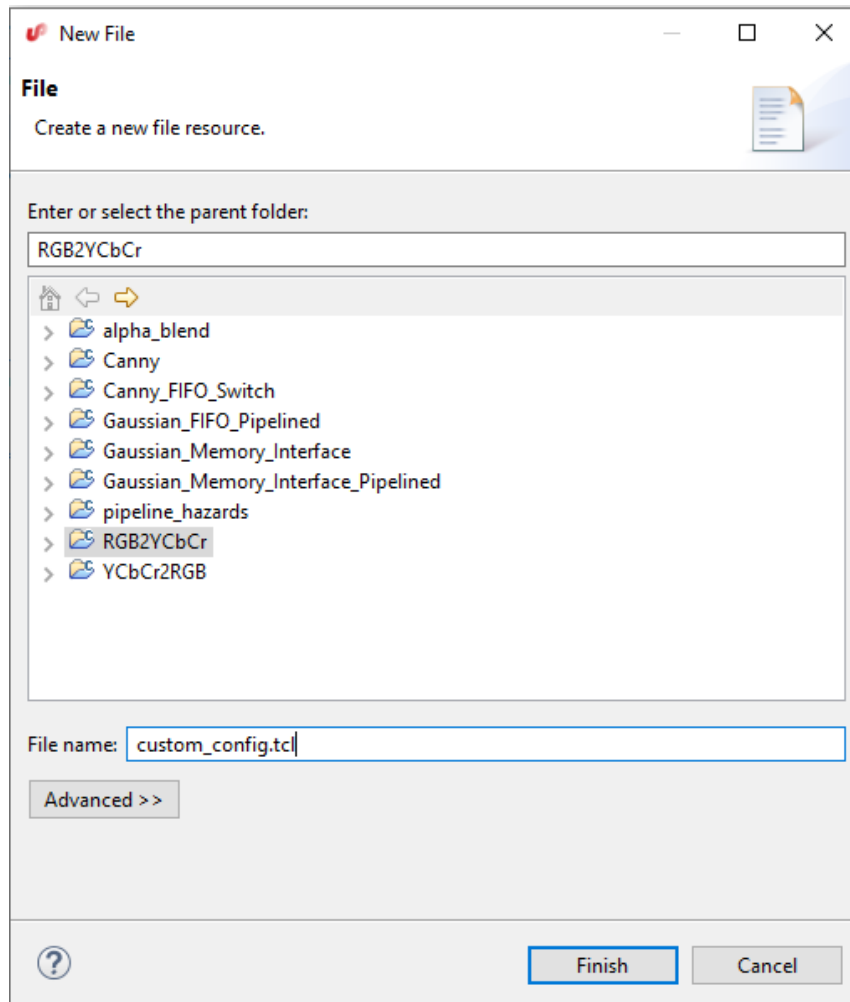 New File
File
Create a new file resource.
Enter or select the parent folder:
RGB2YCbCr
alpha_blend
Canny
Canny_FIFO_Switch
Gaussian_FIFO_Pipelined
Gaussian_Memory_Interface
Gaussian_Memory_Interface_Pipelined
pipeline_hazards
RGB2YCbCr
YCbCr2RGB
File name: custom_config.tcl
Advanced >>
? Finish Cancel